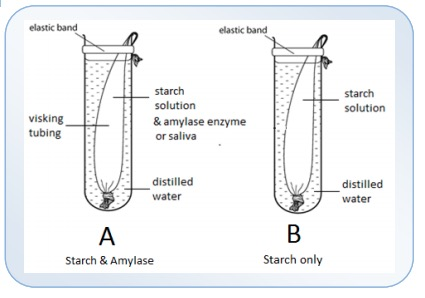 elastic band
elastic band
starch
solution
& amylase enzyme
or saliva
visking
tubing
distilled
water
starch
solution
distilled
water
A
B
Starch & Amylase
Starch only